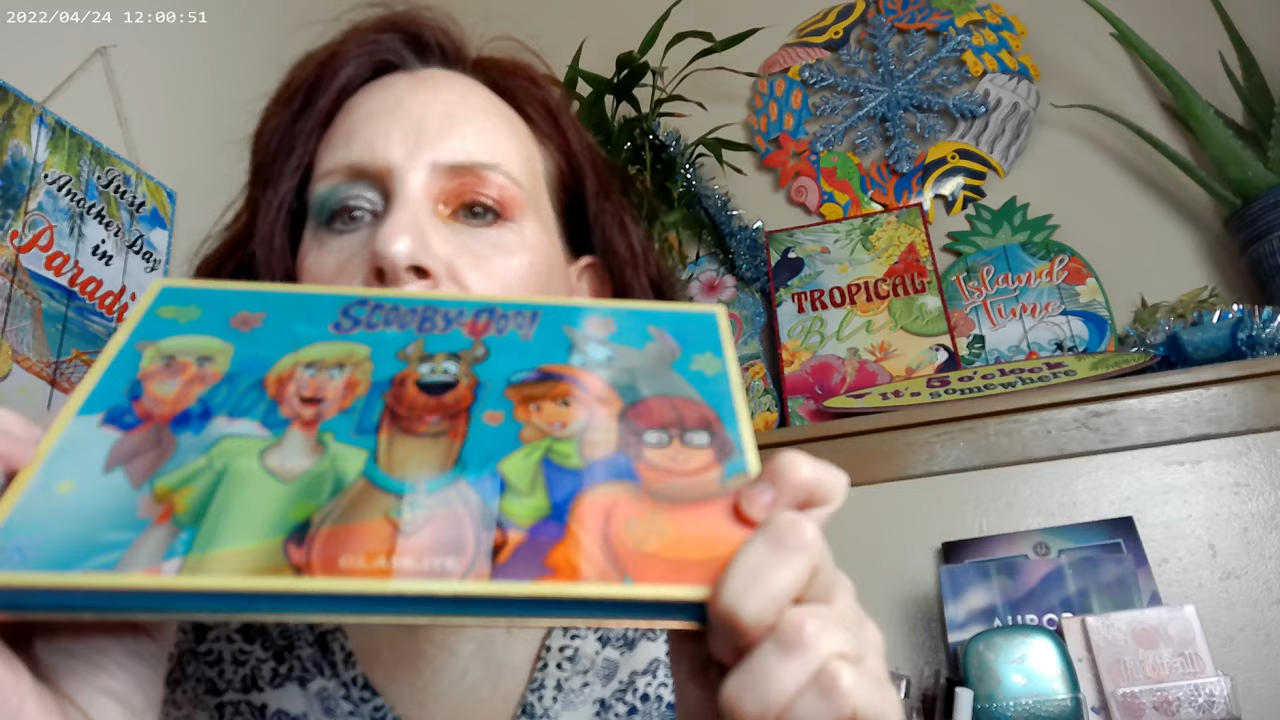 2022/04/24 12:00:51
Just
Another Day
in
Paradi
SCOOBY-DOO!
GLAMLITE
TROPICAL
Bliss
Island
Time
It's 5 o'clock
somewhere